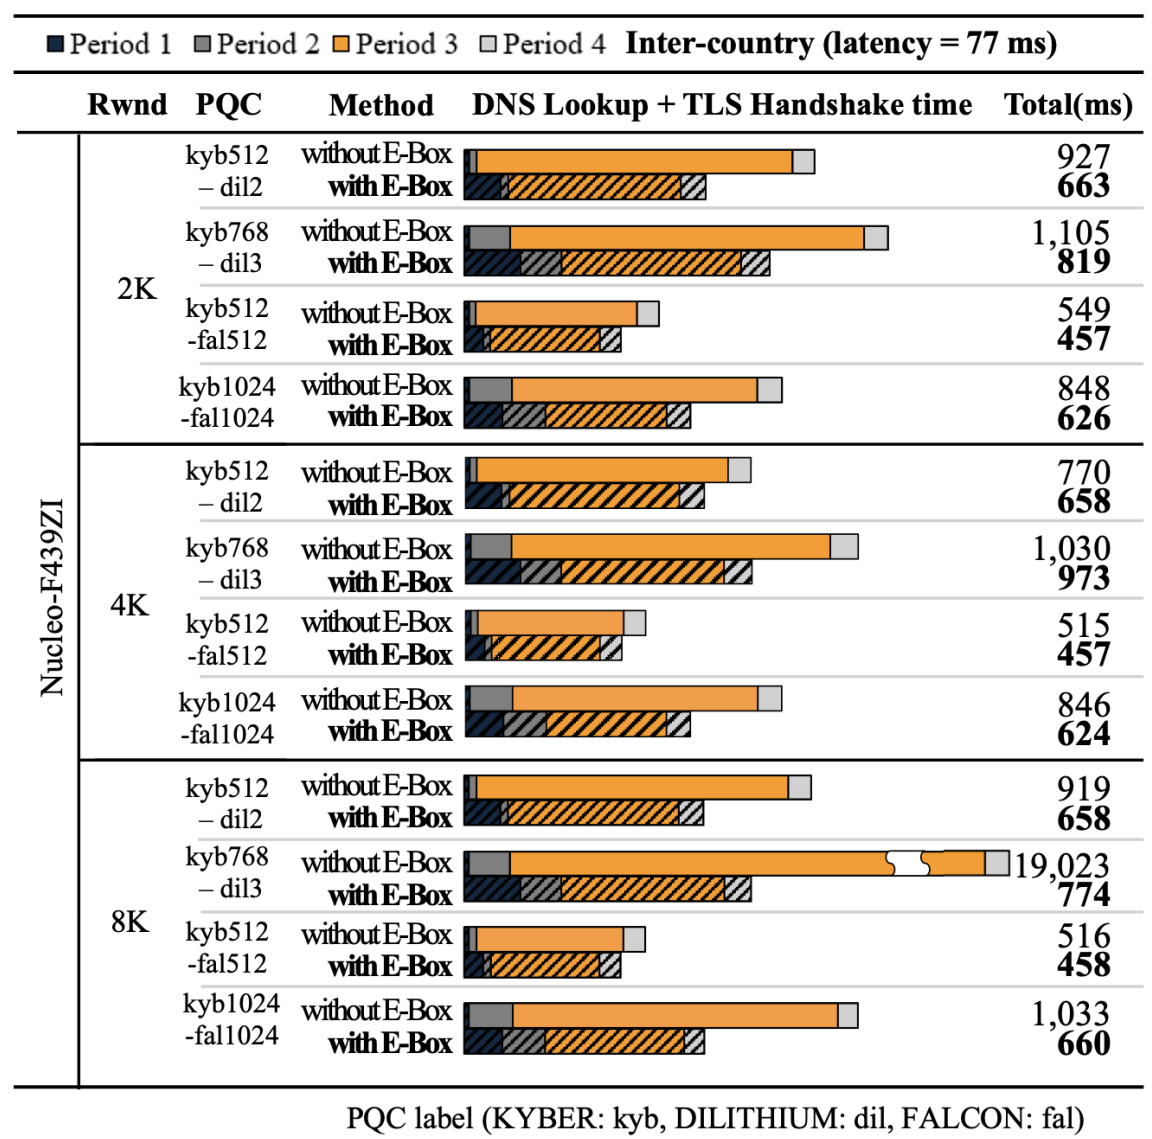 Period 1 Period 2 Period 3 Period 4 Inter-country (latency = 77 ms)
Rwnd PQC Method DNS Lookup + TLS Handshake time Total(ms)
Nucleo-F439ZI
2K
kyb512 without E-Box 927
– dil2 with E-Box 663
kyb768 without E-Box 1,105
– dil3 with E-Box 819
kyb512 without E-Box 549
-fal512 with E-Box 457
kyb1024 without E-Box 848
-fal1024 with E-Box 626
4K
kyb512 without E-Box 770
– dil2 with E-Box 658
kyb768 without E-Box 1,030
– dil3 with E-Box 973
kyb512 without E-Box 515
-fal512 with E-Box 457
kyb1024 without E-Box 846
-fal1024 with E-Box 624
8K
kyb512 without E-Box 919
– dil2 with E-Box 658
kyb768 without E-Box 19,023
– dil3 with E-Box 774
kyb512 without E-Box 516
-fal512 with E-Box 458
kyb1024 without E-Box 1,033
-fal1024 with E-Box 660
PQC label (KYBER: kyb, DILITHIUM: dil, FALCON: fal)